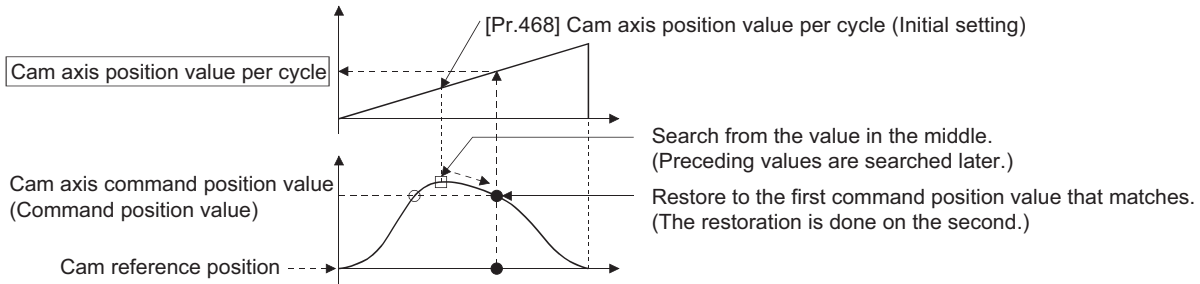 [Pr.468] Cam axis position value per cycle (Initial setting)
Cam axis position value per cycle
Search from the value in the middle.
(Preceding values are searched later.)
Cam axis command position value
(Command position value)
Restore to the first command position value that matches.
(The restoration is done on the second.)
Cam reference position